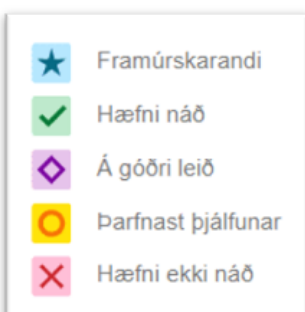 Framúrskarandi
Hæfni náð
Á góðri leið
Þarfnast þjálfunar
Hæfni ekki náð